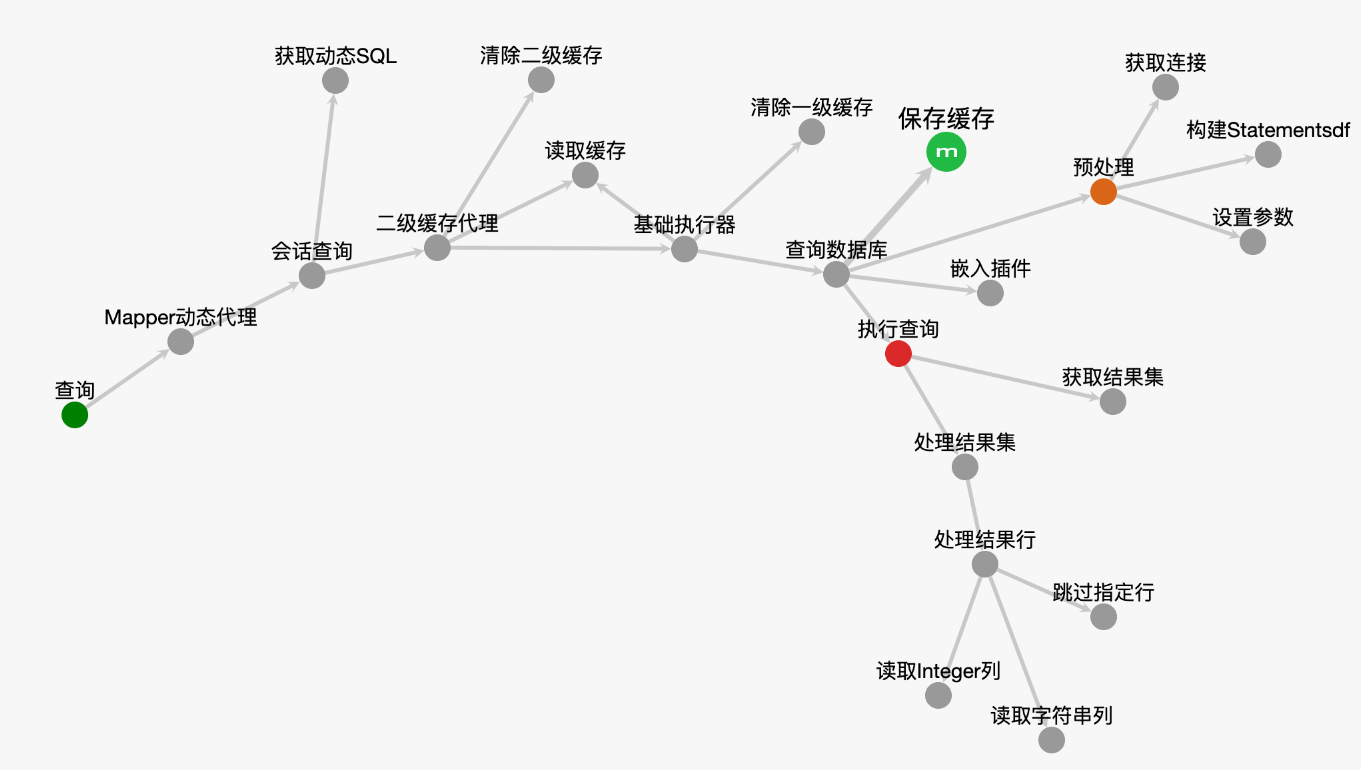 获取动态SQL
清除二级缓存
获取连接
清除一级缓存
保存缓存
m
构建Statementsdf
读取缓存
预处理
二级缓存代理
基础执行器
设置参数
会话查询
查询数据库
嵌入插件
Mapper动态代理
执行查询
获取结果集
查询
处理结果集
处理结果行
跳过指定行
读取Integer列
读取字符串列